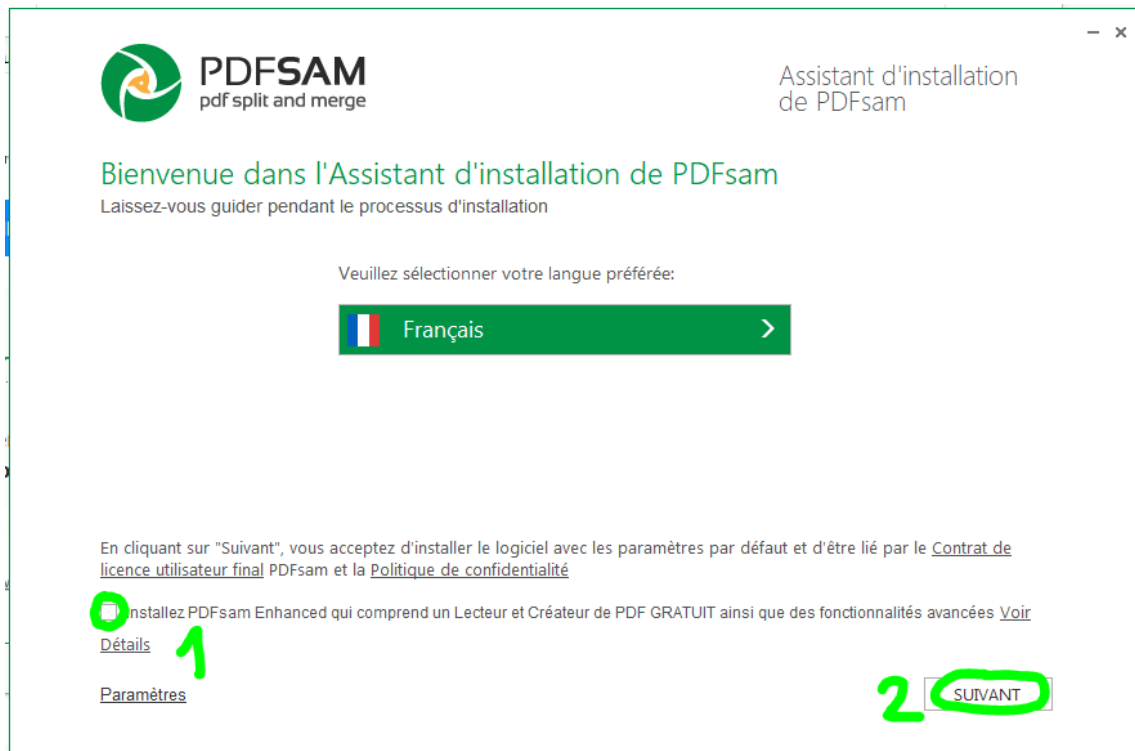 PDFSAM
pdf split and merge
Assistant d'installation
de PDFsam
Bienvenue dans l'Assistant d'installation de PDFsam
Laissez-vous guider pendant le processus d'installation
Veuillez sélectionner votre langue préférée:
Français
En cliquant sur "Suivant", vous acceptez d'installer le logiciel avec les paramètres par défaut et d'être lié par le Contrat de
licence utilisateur final PDFsam et la Politique de confidentialité
Installez PDFsam Enhanced qui comprend un Lecteur et Créateur de PDF GRATUIT ainsi que des fonctionnalités avancées Voir
Détails
1
Paramètres
2 SUIVANT